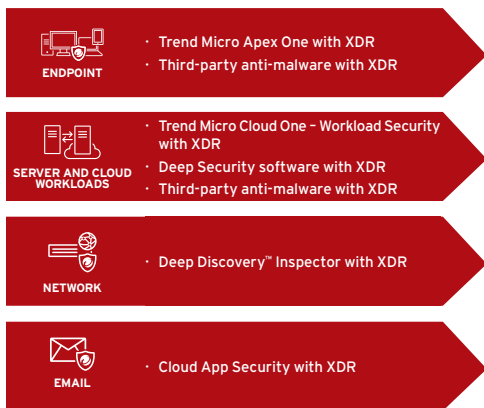 ENDPOINT
· Trend Micro Apex One with XDR
· Third-party anti-malware with XDR
SERVER AND CLOUD
WORKLOADS
· Trend Micro Cloud One – Workload Security
with XDR
· Deep Security software with XDR
· Third-party anti-malware with XDR
NETWORK
· Deep Discovery™ Inspector with XDR
EMAIL
· Cloud App Security with XDR